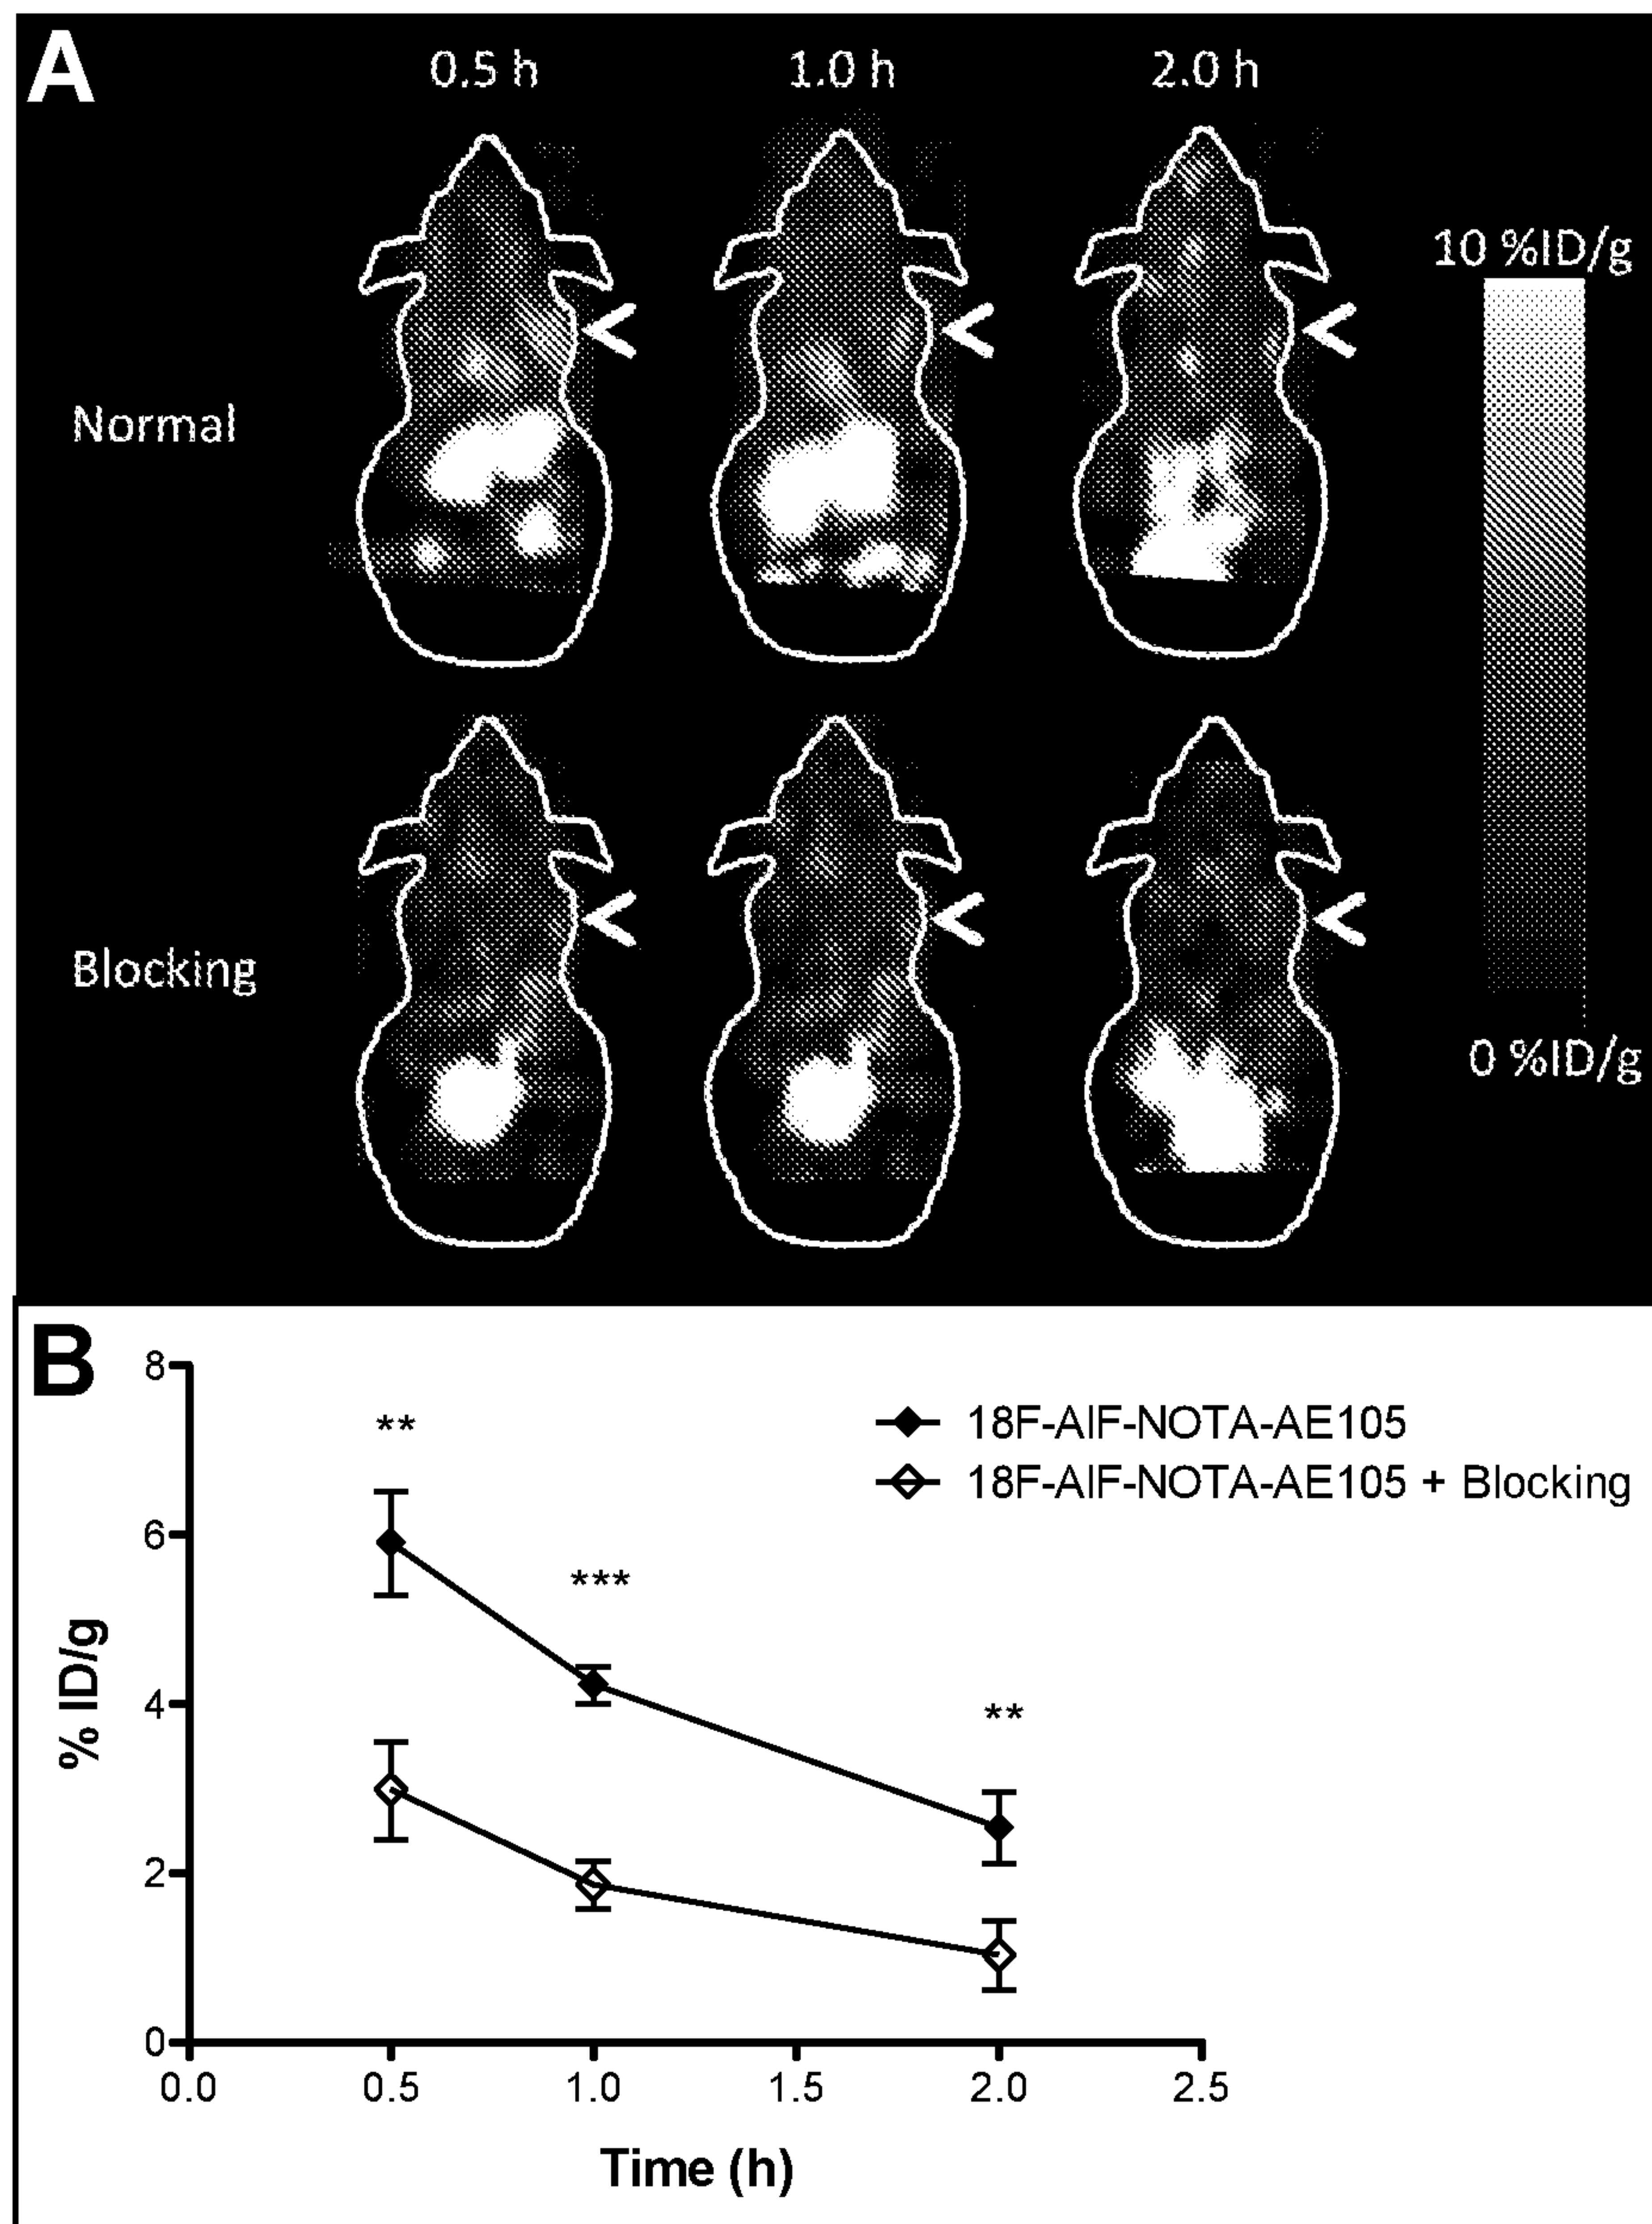 A
0.5 h 1.0 h 2.0 h
10 %ID/g
Normal
Blocking
0 %ID/g
B
8
6
4
2
0
% ID/g
**
***
**
18F-AlF-NOTA-AE105
18F-AlF-NOTA-AE105 + Blocking
0.0 0.5 1.0 1.5 2.0 2.5
Time (h)